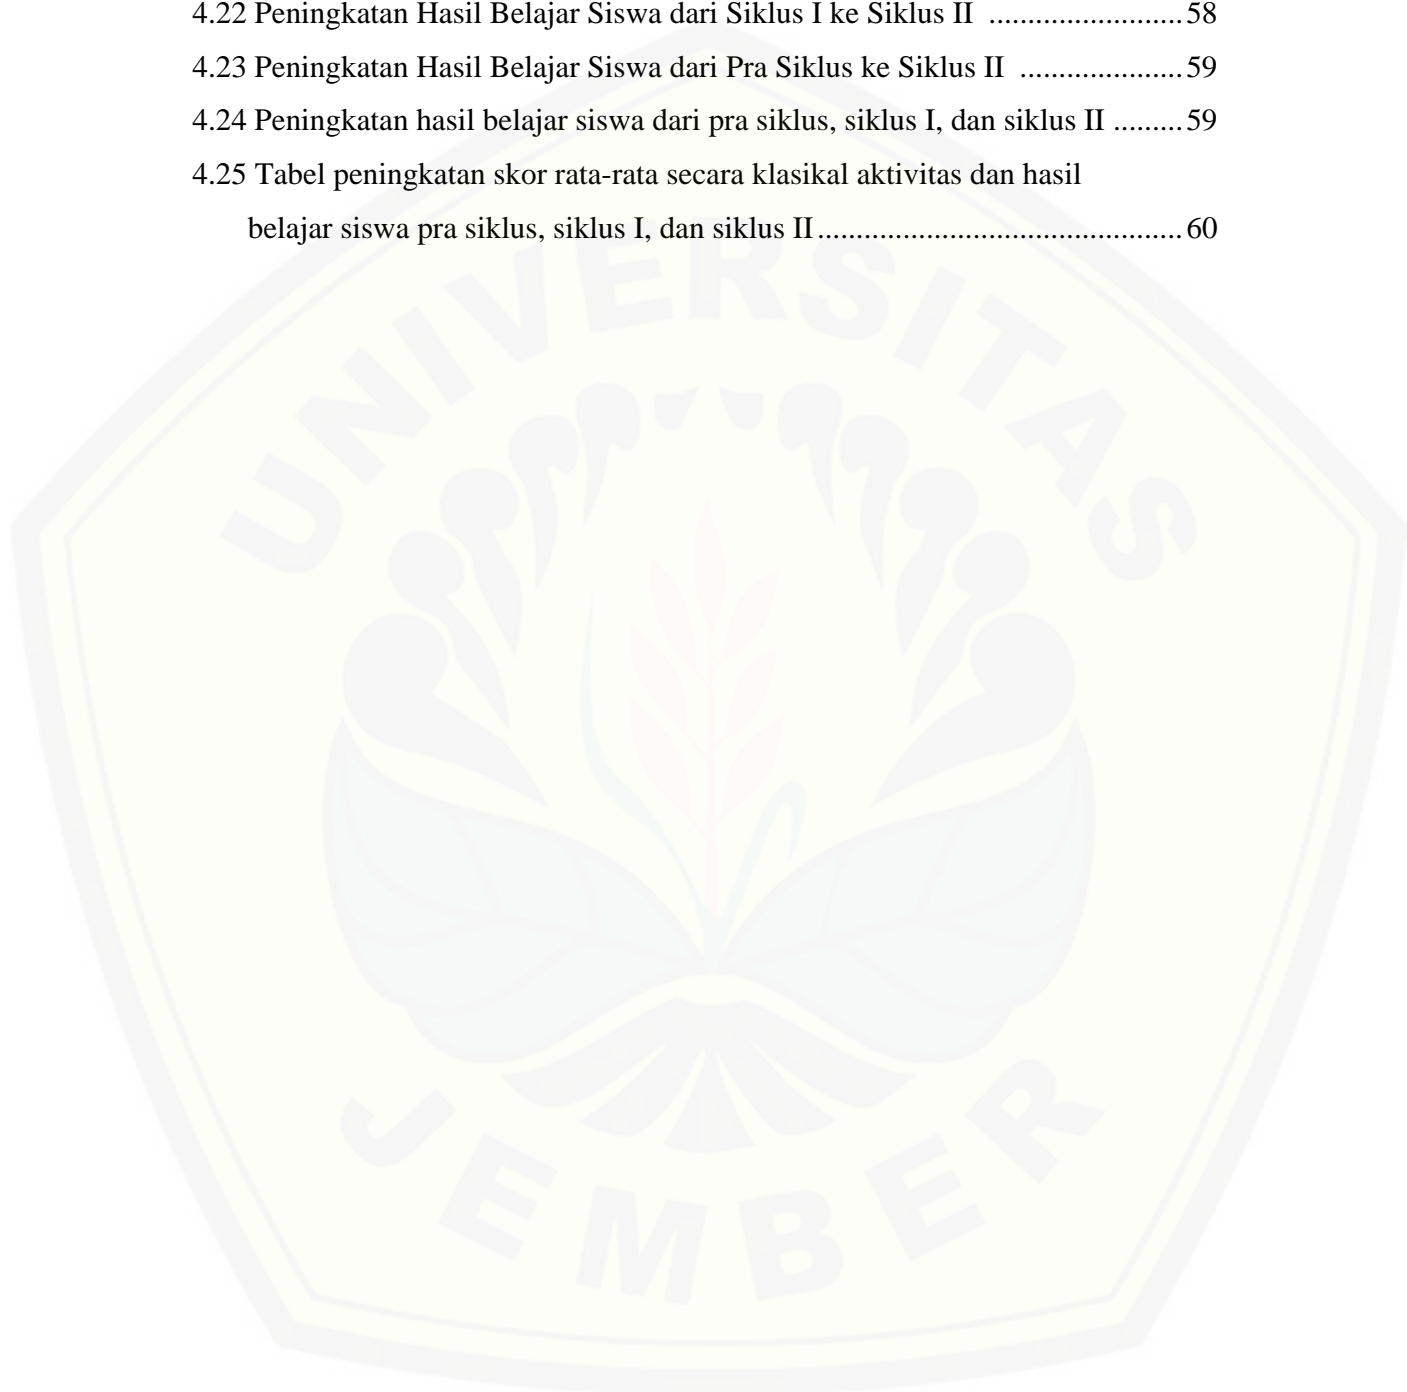 4.22 Peningkatan Hasil Belajar Siswa dari Siklus I ke Siklus II ......................... 58
4.23 Peningkatan Hasil Belajar Siswa dari Pra Siklus ke Siklus II ..................... 59
4.24 Peningkatan hasil belajar siswa dari pra siklus, siklus I, dan siklus II ......... 59
4.25 Tabel peningkatan skor rata-rata secara klasikal aktivitas dan hasil
belajar siswa pra siklus, siklus I, dan siklus II ............................................... 60
UNIVERSITAS
JEMBER